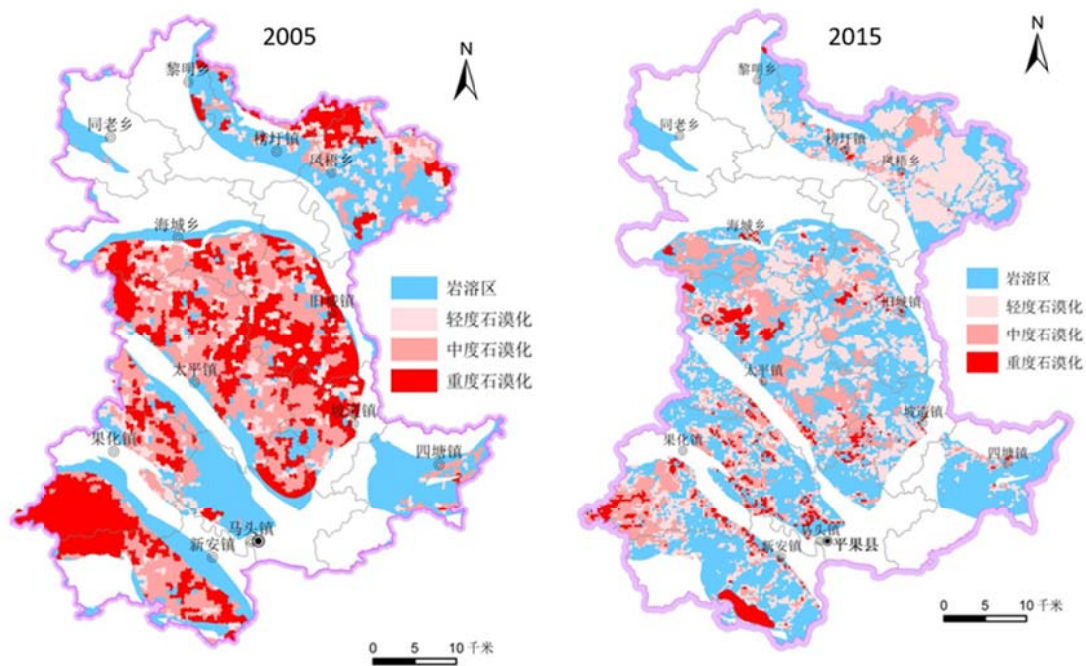 2005
N
黎明乡
同老乡
榜圩镇
凤梧乡
海城乡
旧城镇
岩溶区
轻度石漠化
中度石漠化
重度石漠化
太平镇
坡造镇
果化镇
四塘镇
马头镇
新安镇
0 5 10 千米
2015
N
黎明乡
同老乡
榜圩镇
凤梧乡
海城乡
旧城镇
岩溶区
轻度石漠化
中度石漠化
重度石漠化
太平镇
坡造镇
果化镇
四塘镇
马头镇
平果县
新安镇
0 5 10 千米